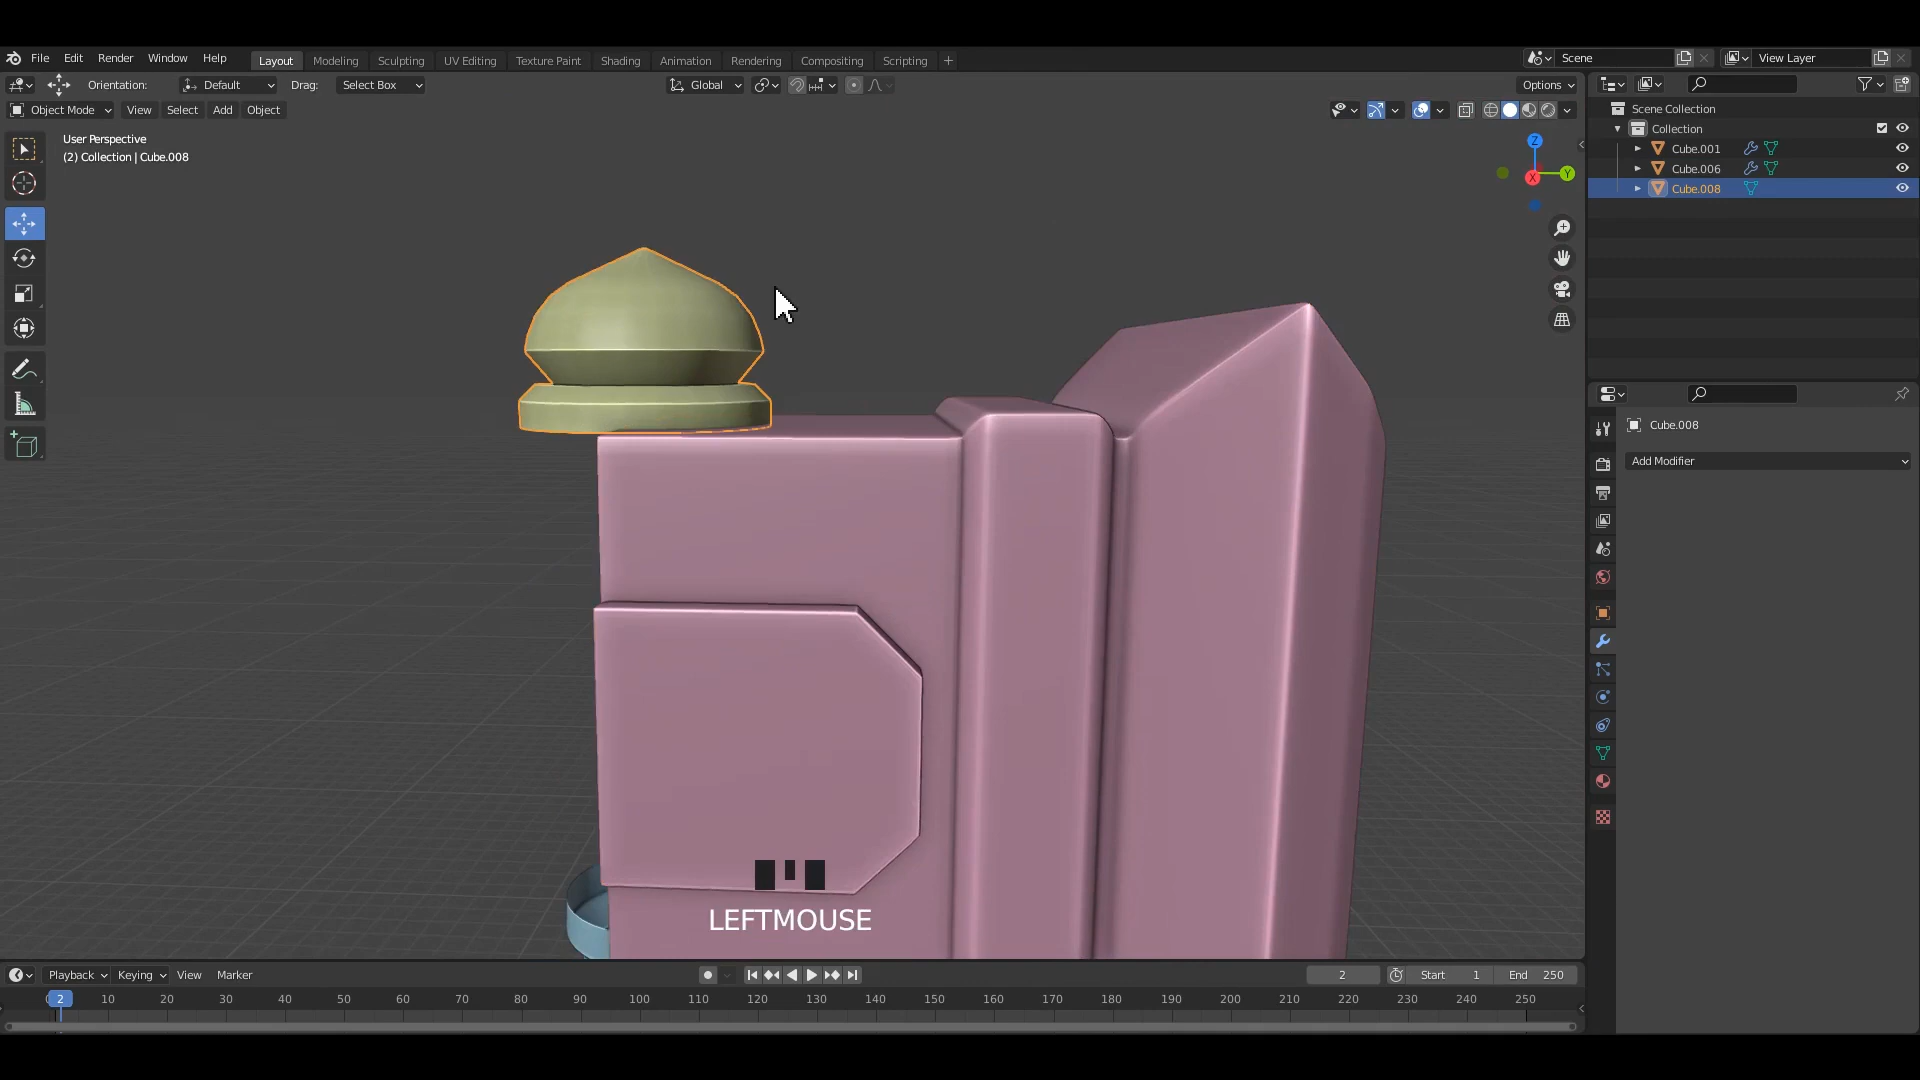 File Edit Render Window Help Layout Modeling Sculpting UV Editing Texture Paint Shading Animation Rendering Compositing Scripting + Scene View Layer
Orientation: Default Drag: Select Box Global Options
Object Mode View Select Add Object
User Perspective
(2) Collection | Cube.008
Z
Y
X
Scene Collection
Collection
Cube.001
Cube.006
Cube.008
Cube.008
Add Modifier
LEFTMOUSE
Playback Keying View Marker 2 Start 1 End 250
2 10 20 30 40 50 60 70 80 90 100 110 120 130 140 150 160 170 180 190 200 210 220 230 240 250